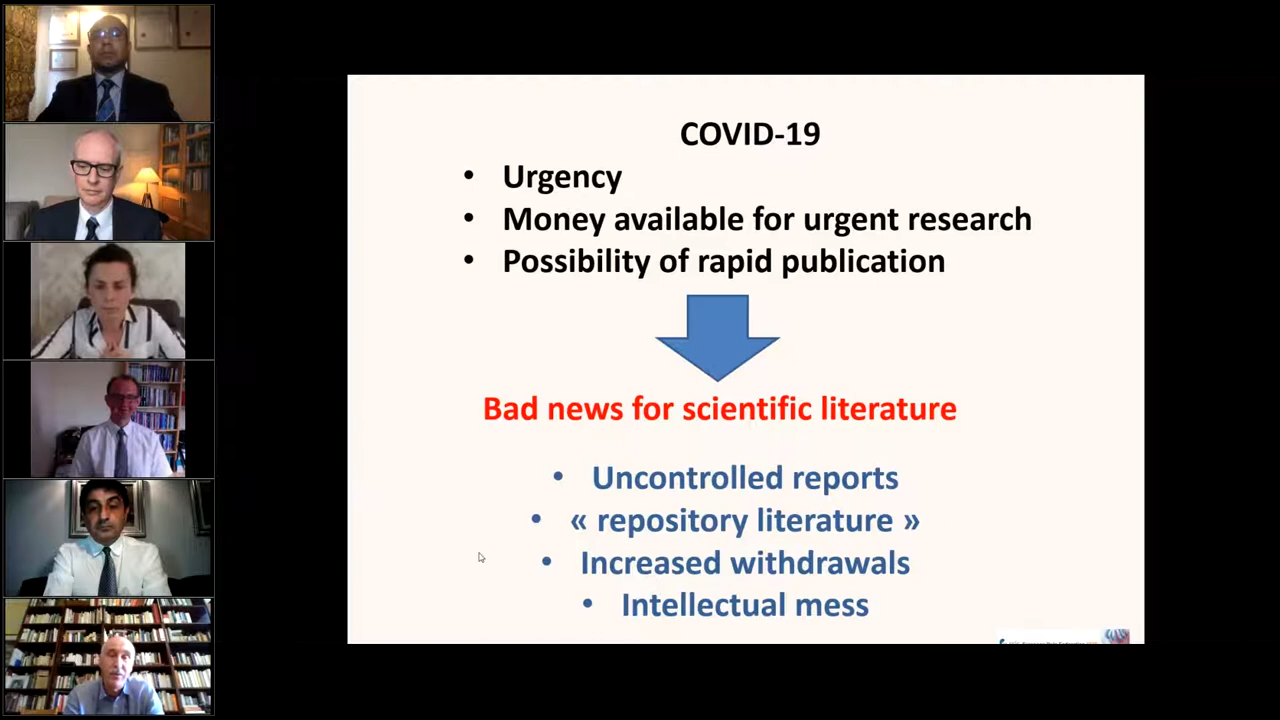 COVID-19
• Urgency
• Money available for urgent research
• Possibility of rapid publication
Bad news for scientific literature
• Uncontrolled reports
• « repository literature »
• Increased withdrawals
• Intellectual mess